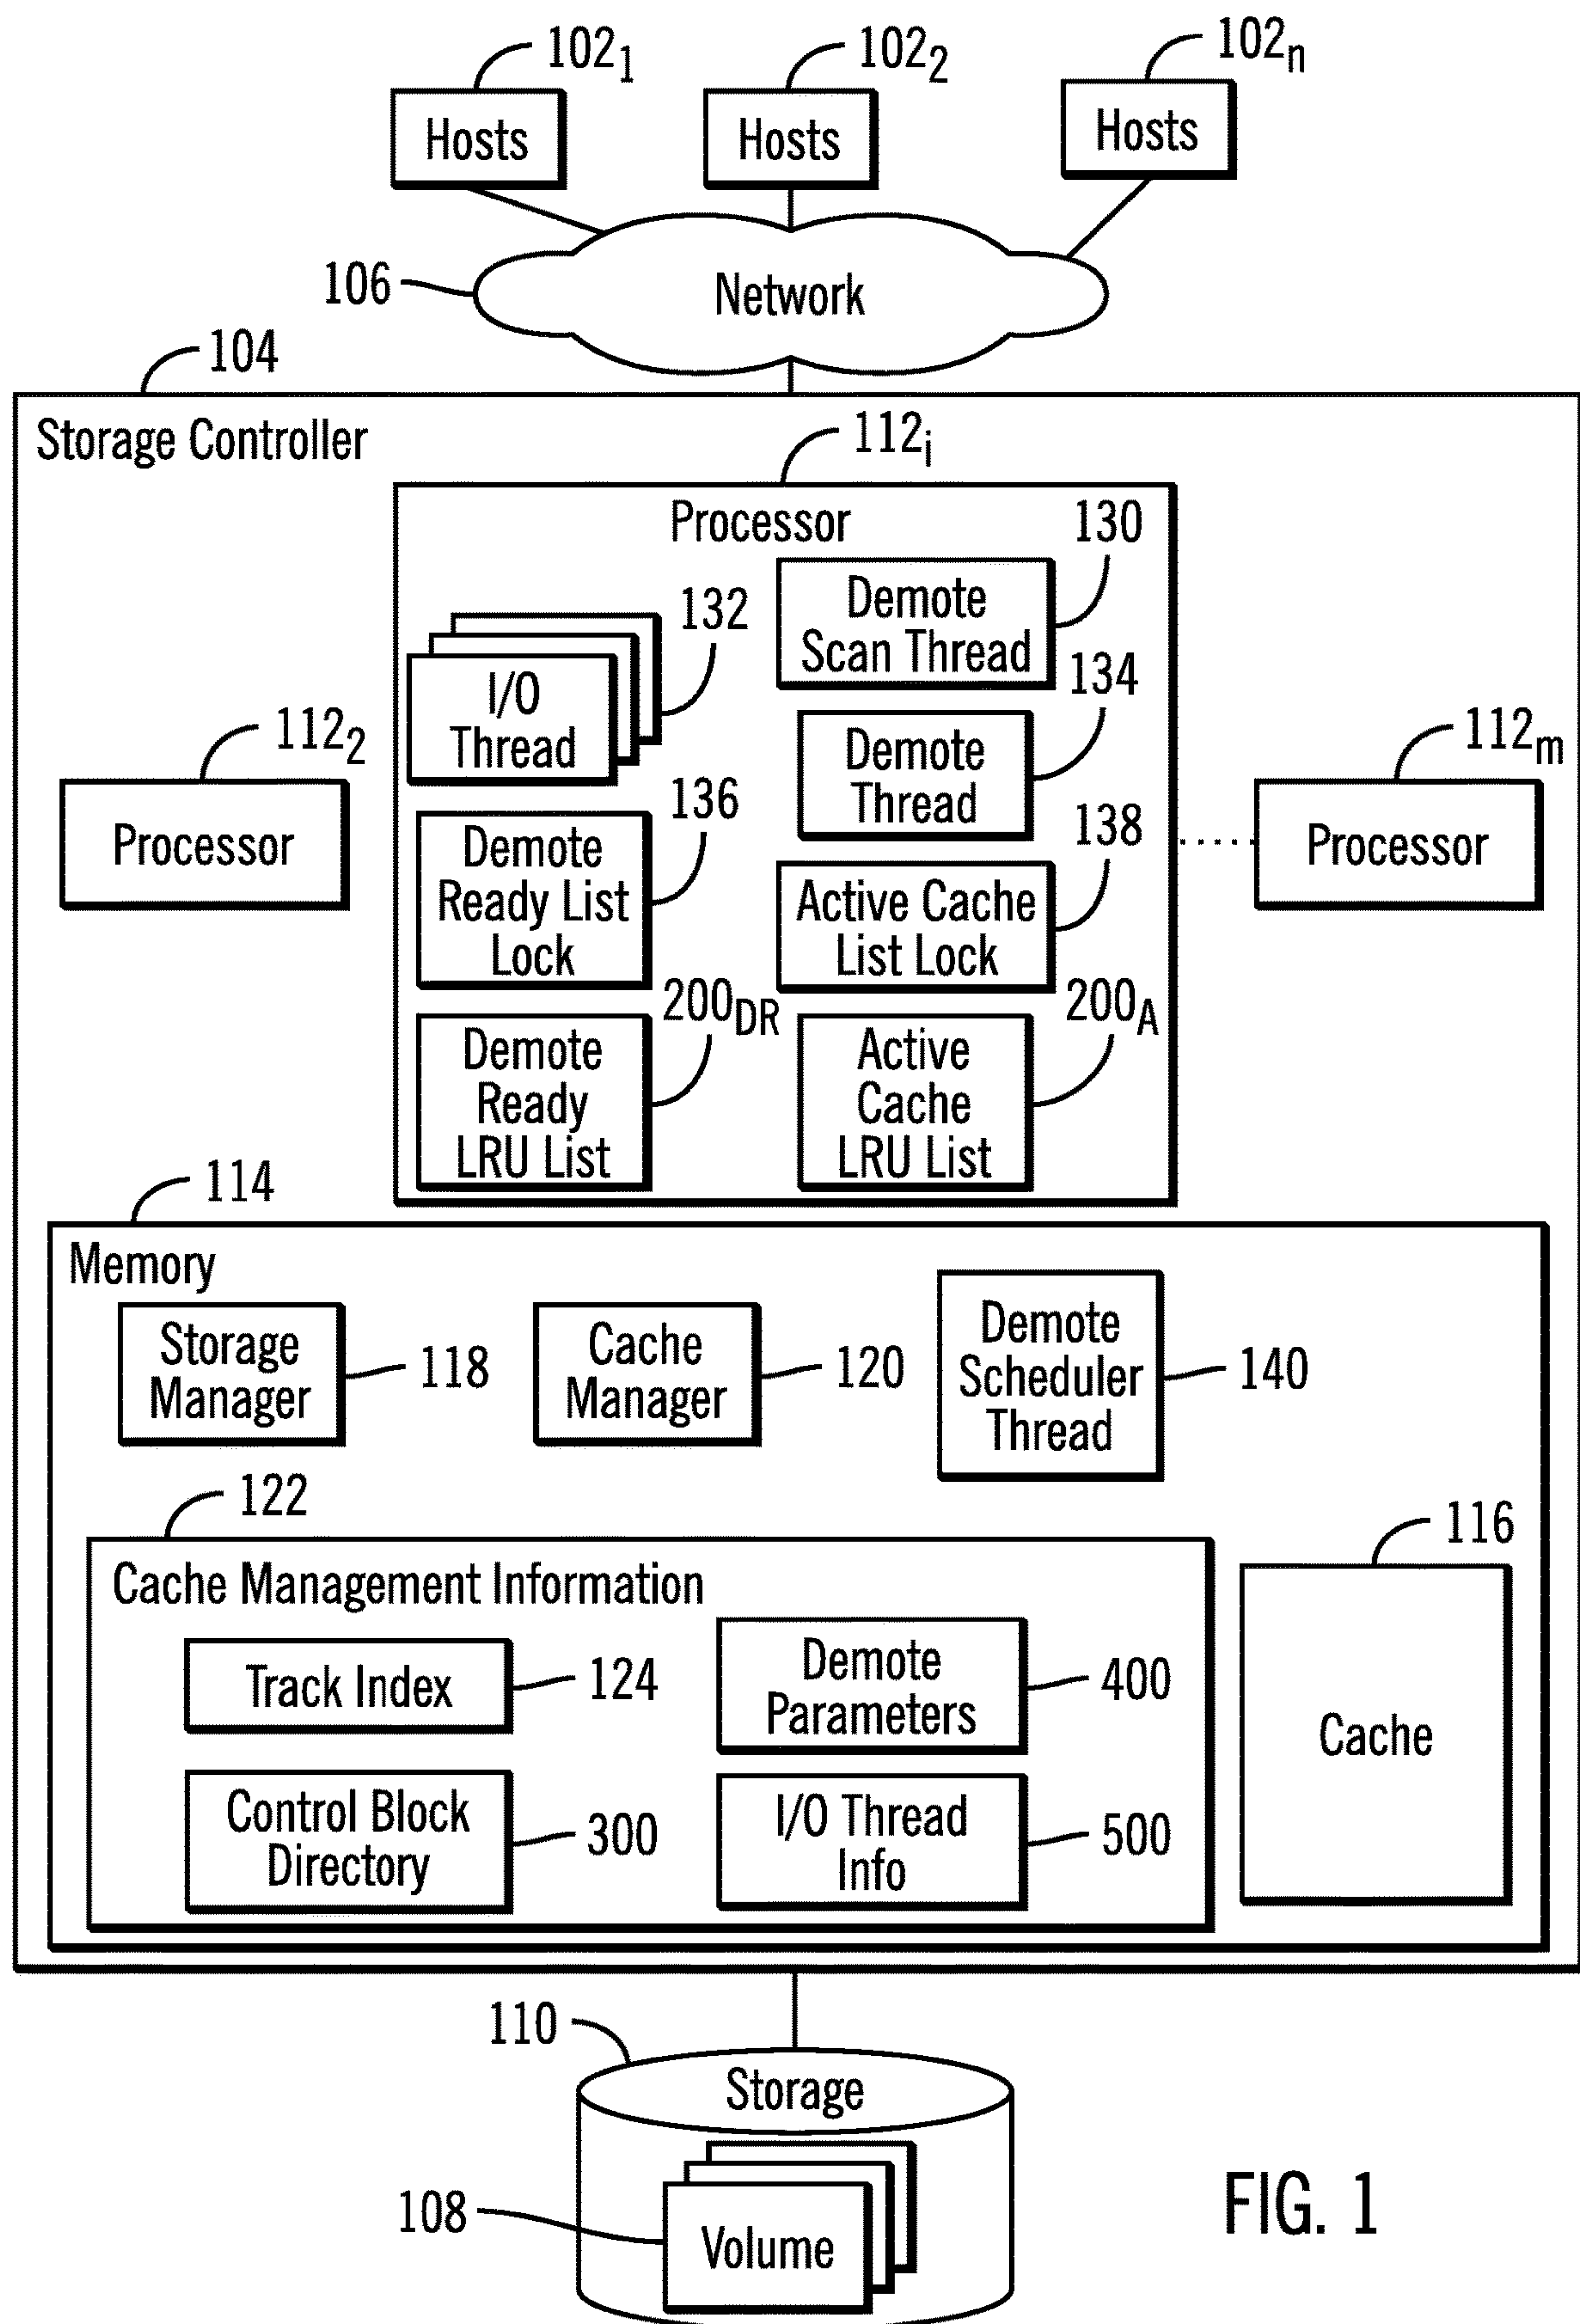 102₁
102₂
102ₙ
Hosts
Hosts
Hosts
106
Network
104
Storage Controller
112ᵢ
Processor
130
Demote
Scan Thread
132
I/O
Thread
134
Demote
Thread
112₂
Processor
112ₘ
Processor
136
Demote
Ready List
Lock
138
Active Cache
List Lock
200DR
Demote
Ready
LRU List
200A
Active
Cache
LRU List
114
Memory
Storage
Manager
118
Cache
Manager
120
Demote
Scheduler
Thread
140
122
Cache Management Information
116
Cache
Track Index
124
Demote
Parameters
400
Control Block
Directory
300
I/O Thread
Info
500
110
Storage
108
Volume
FIG. 1